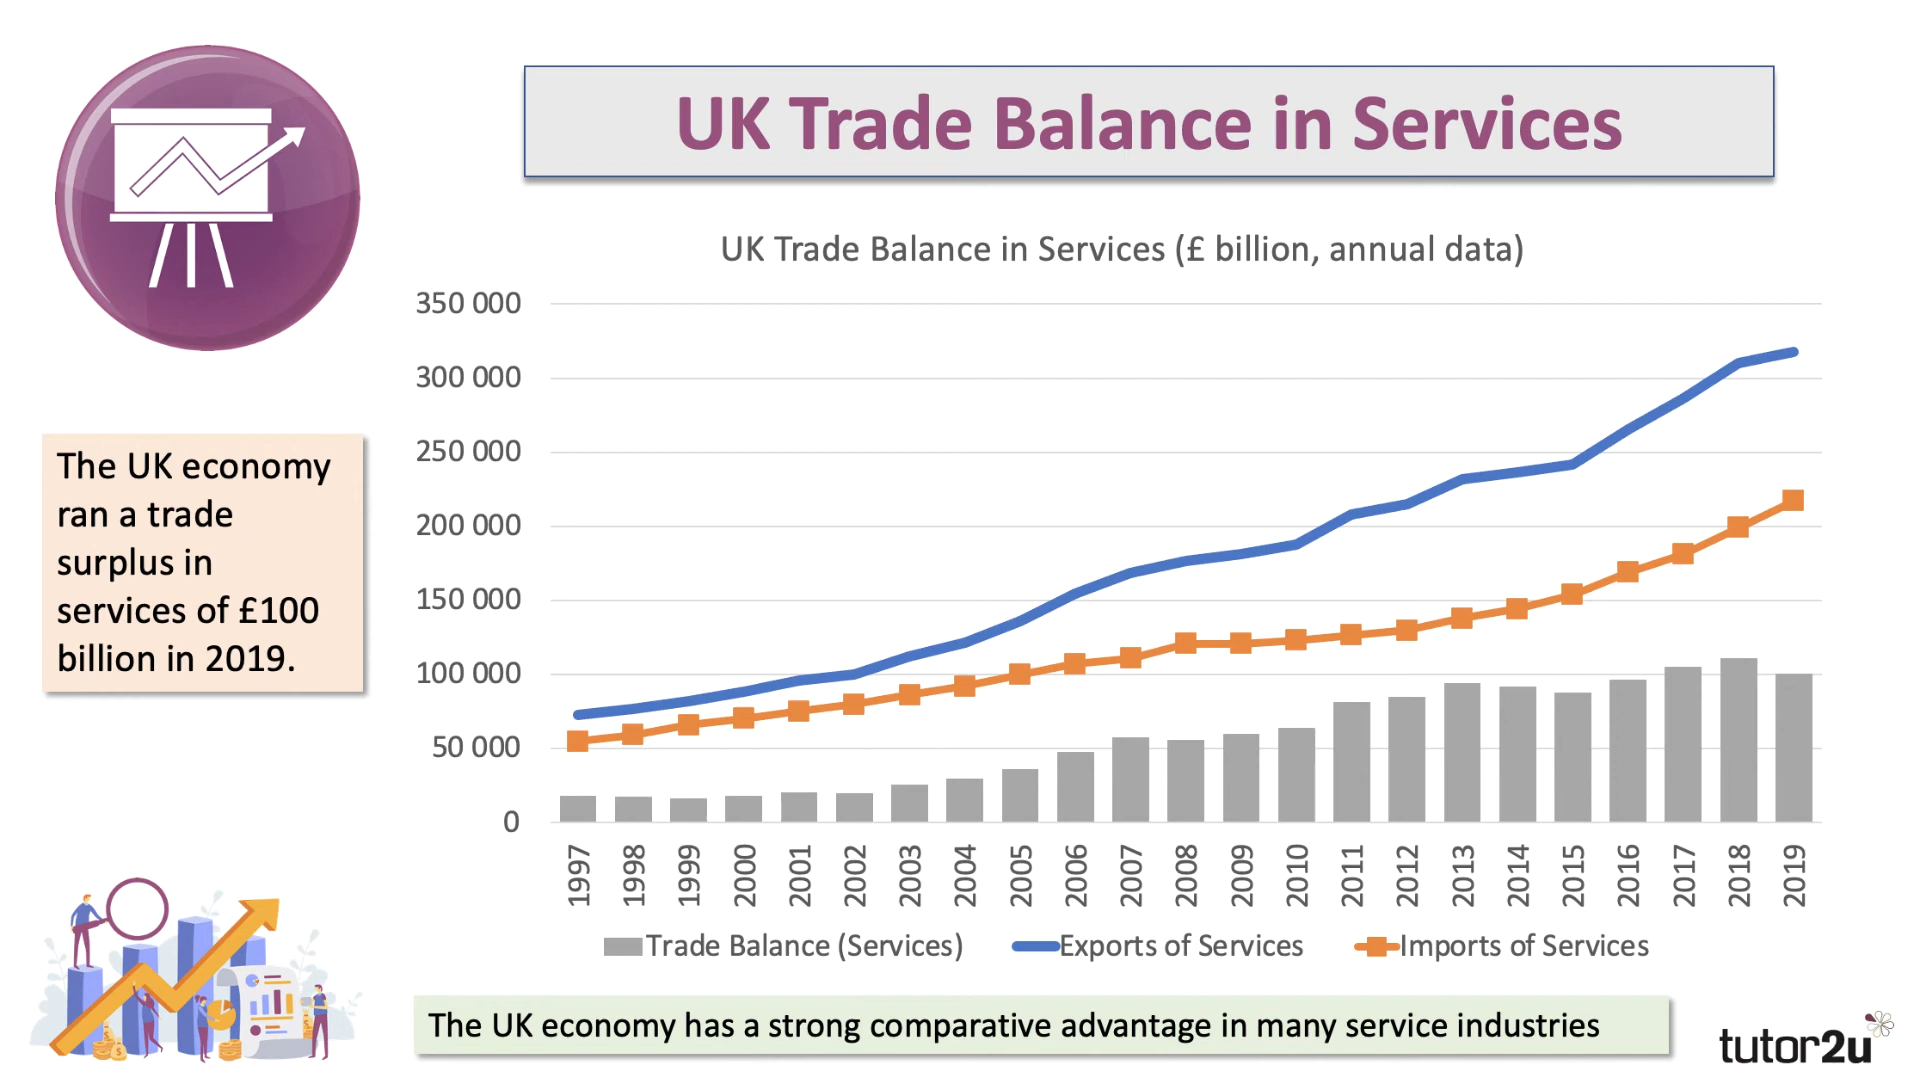 UK Trade Balance in Services
UK Trade Balance in Services (£ billion, annual data)
The UK economy
ran a trade
surplus in
services of £100
billion in 2019.
350 000
300 000
250 000
200 000
150 000
100 000
50 000
0
1997 1998 1999 2000 2001 2002 2003 2004 2005 2006 2007 2008 2009 2010 2011 2012 2013 2014 2015 2016 2017 2018 2019
Trade Balance (Services) Exports of Services Imports of Services
The UK economy has a strong comparative advantage in many service industries
tutor2u